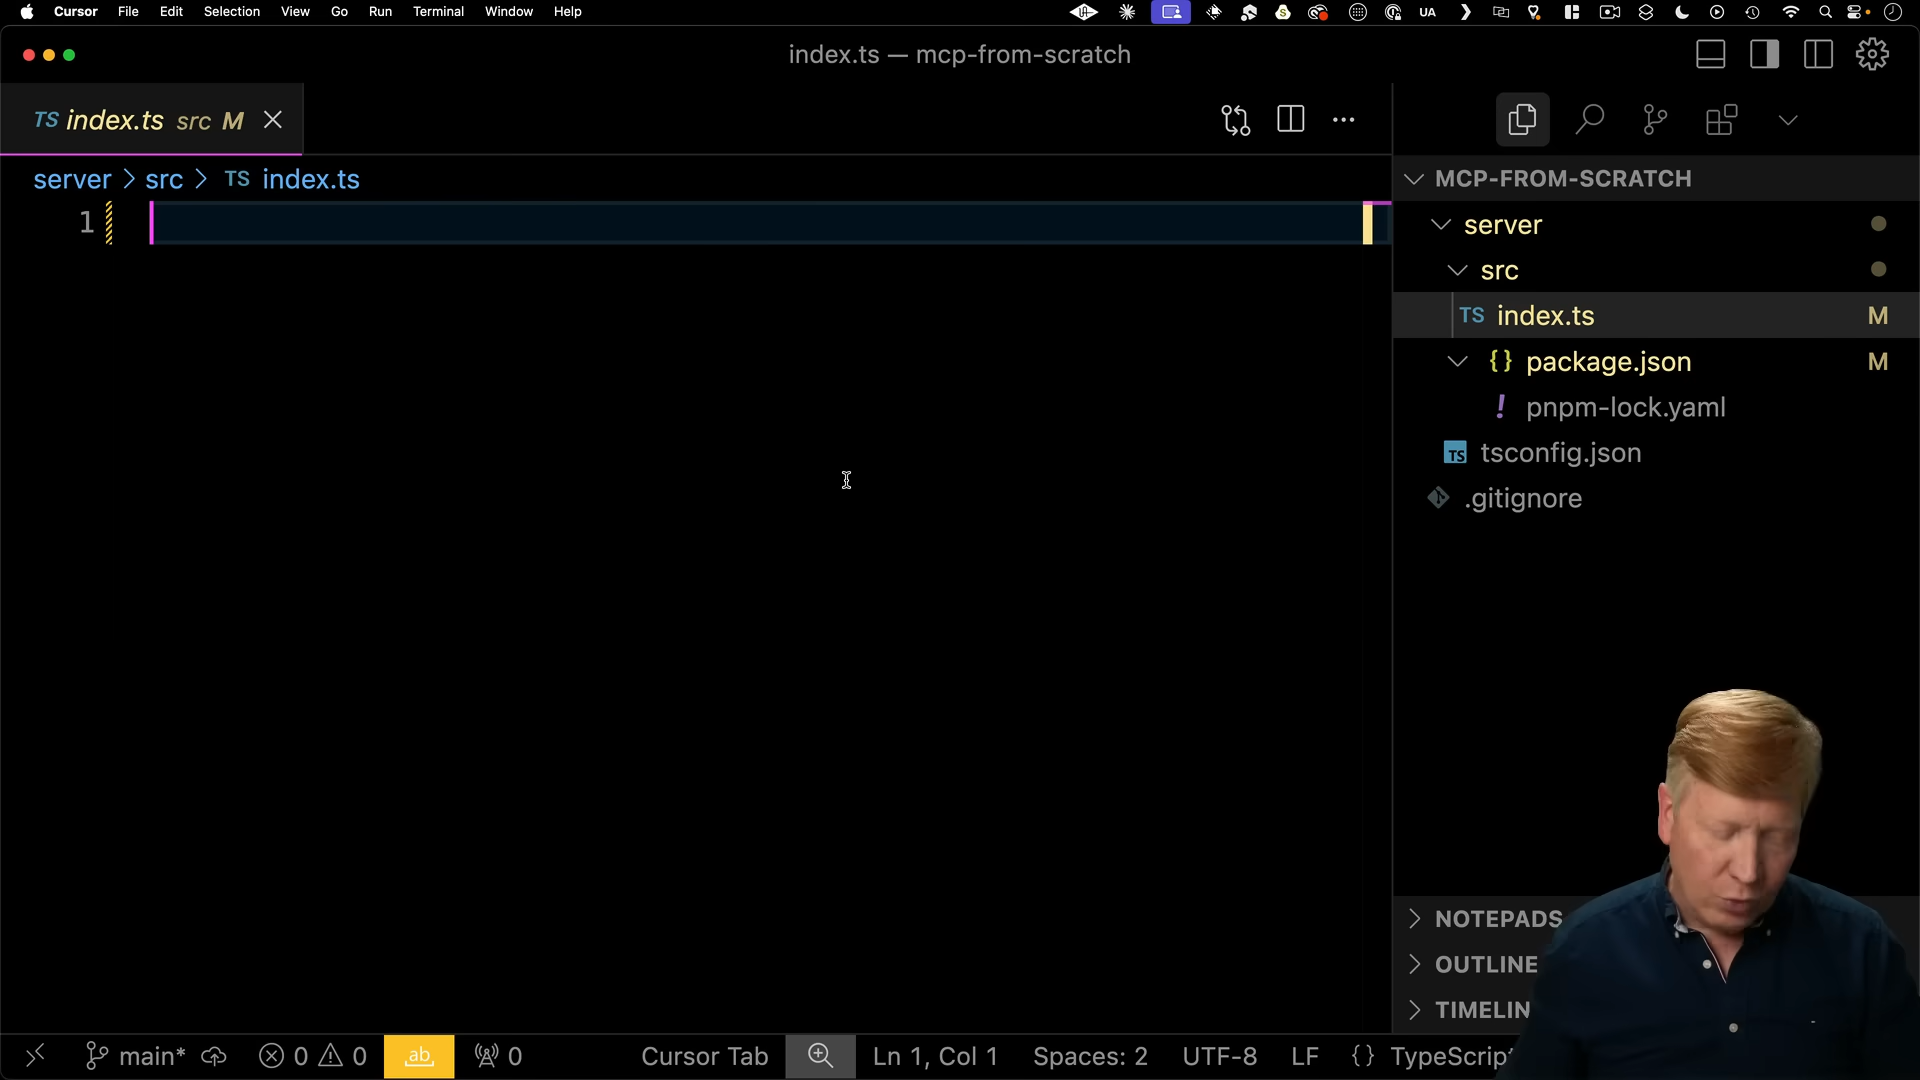 Cursor File Edit Selection View Go Run Terminal Window Help UA
index.ts — mcp-from-scratch
TS index.ts src M
server > src > TS index.ts
1
MCP-FROM-SCRATCH
server
src
TS index.ts M
{} package.json M
! pnpm-lock.yaml
TS tsconfig.json
.gitignore
NOTEPADS
OUTLINE
TIMELIN
main* 0 0 ab 0 Cursor Tab Ln 1, Col 1 Spaces: 2 UTF-8 LF {} TypeScript